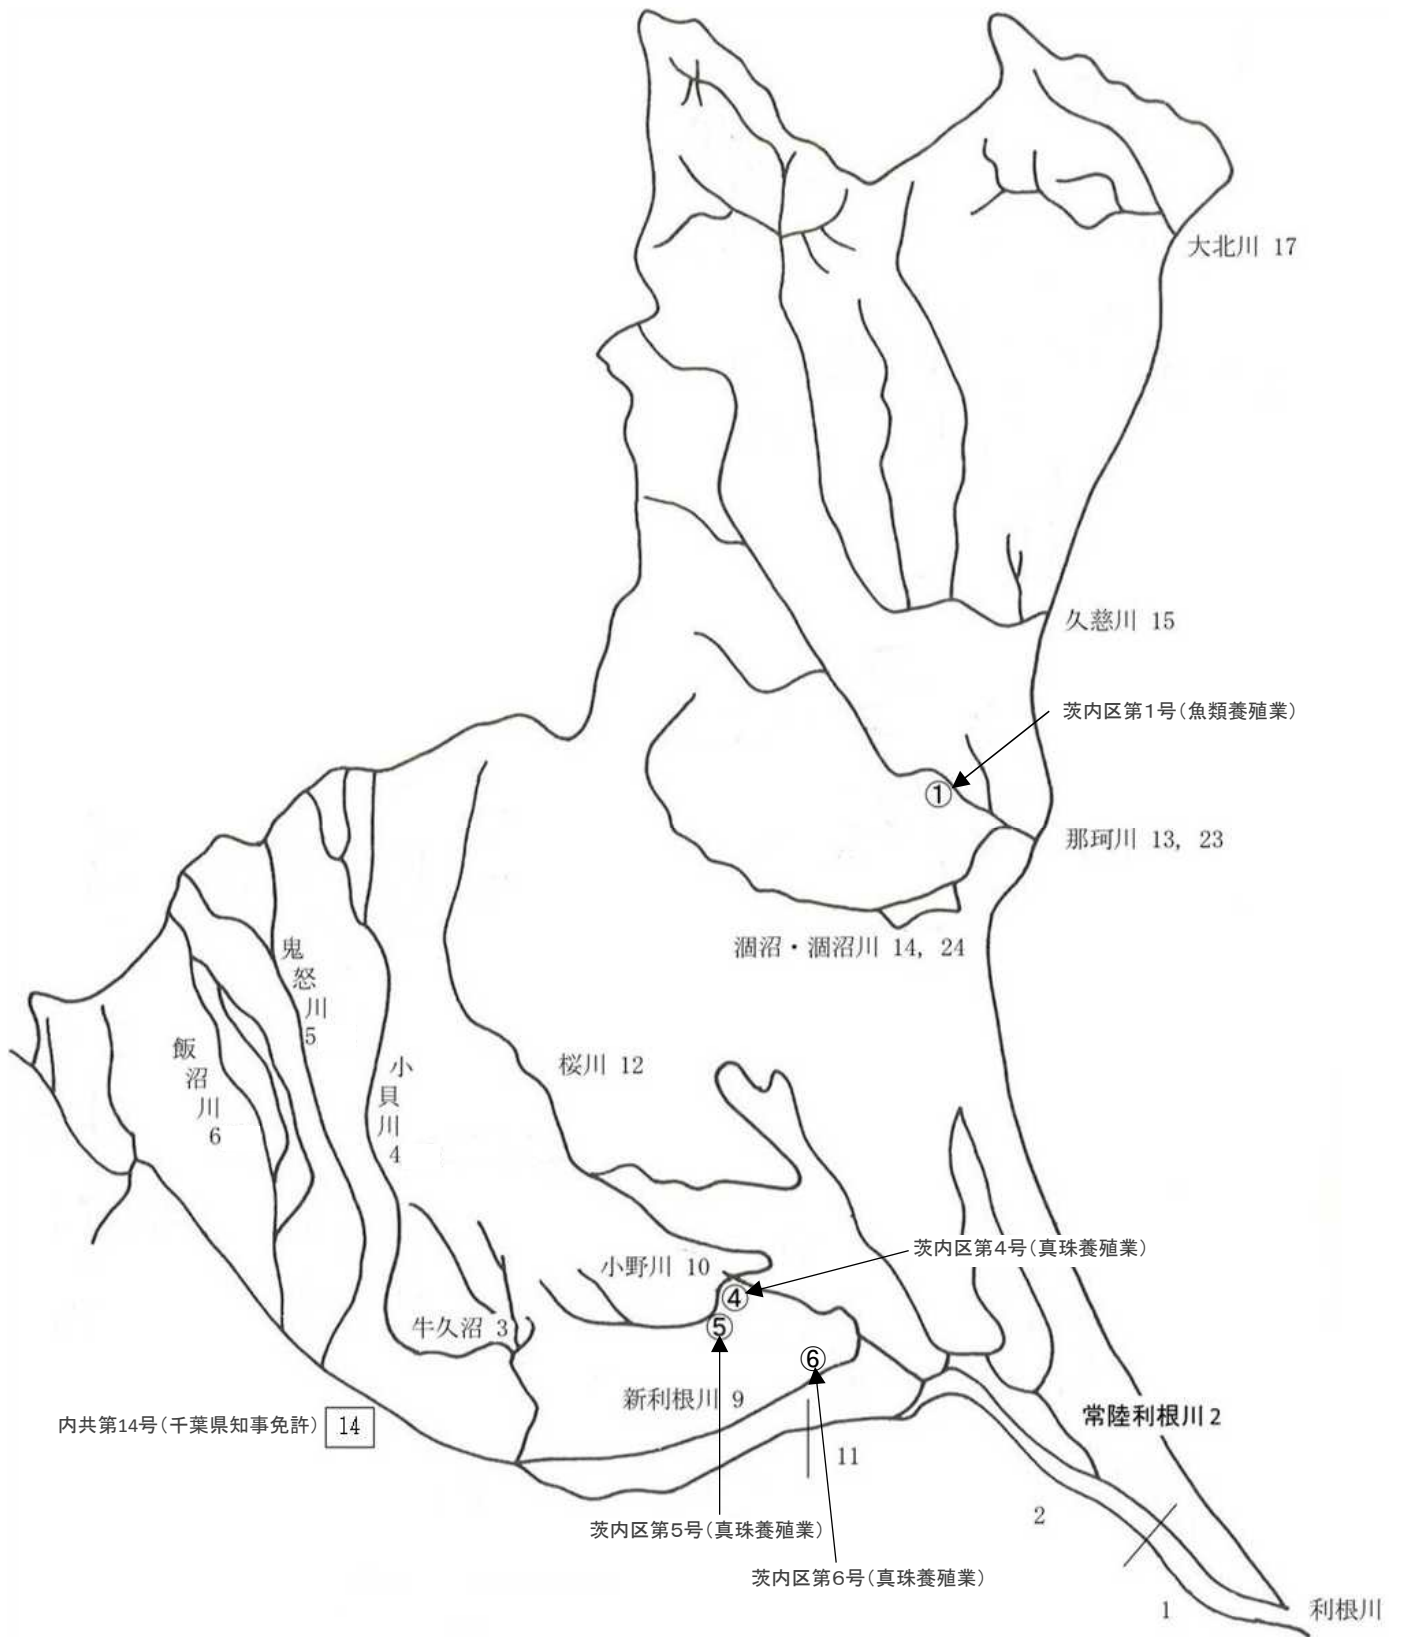 大北川 17
久慈川 15
茨内区第1号(魚類養殖業)
①
那珂川 13, 23
涸沼・涸沼川 14, 24
鬼怒川5
飯沼川6
小貝川4
桜川 12
茨内区第4号(真珠養殖業)
小野川 10
④
⑤
牛久沼 3
⑥
新利根川 9
常陸利根川2
内共第14号(千葉県知事免許) 14
11
2
茨内区第5号(真珠養殖業)
茨内区第6号(真珠養殖業)
1
利根川